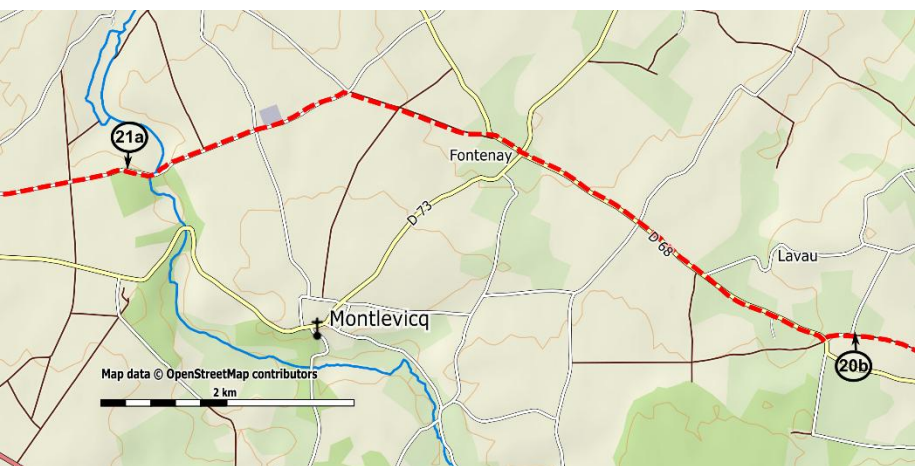 21a
Fontenay
D 73
D 68
Lavau
Montlevicq
20b
Map data © OpenStreetMap contributors
2 km